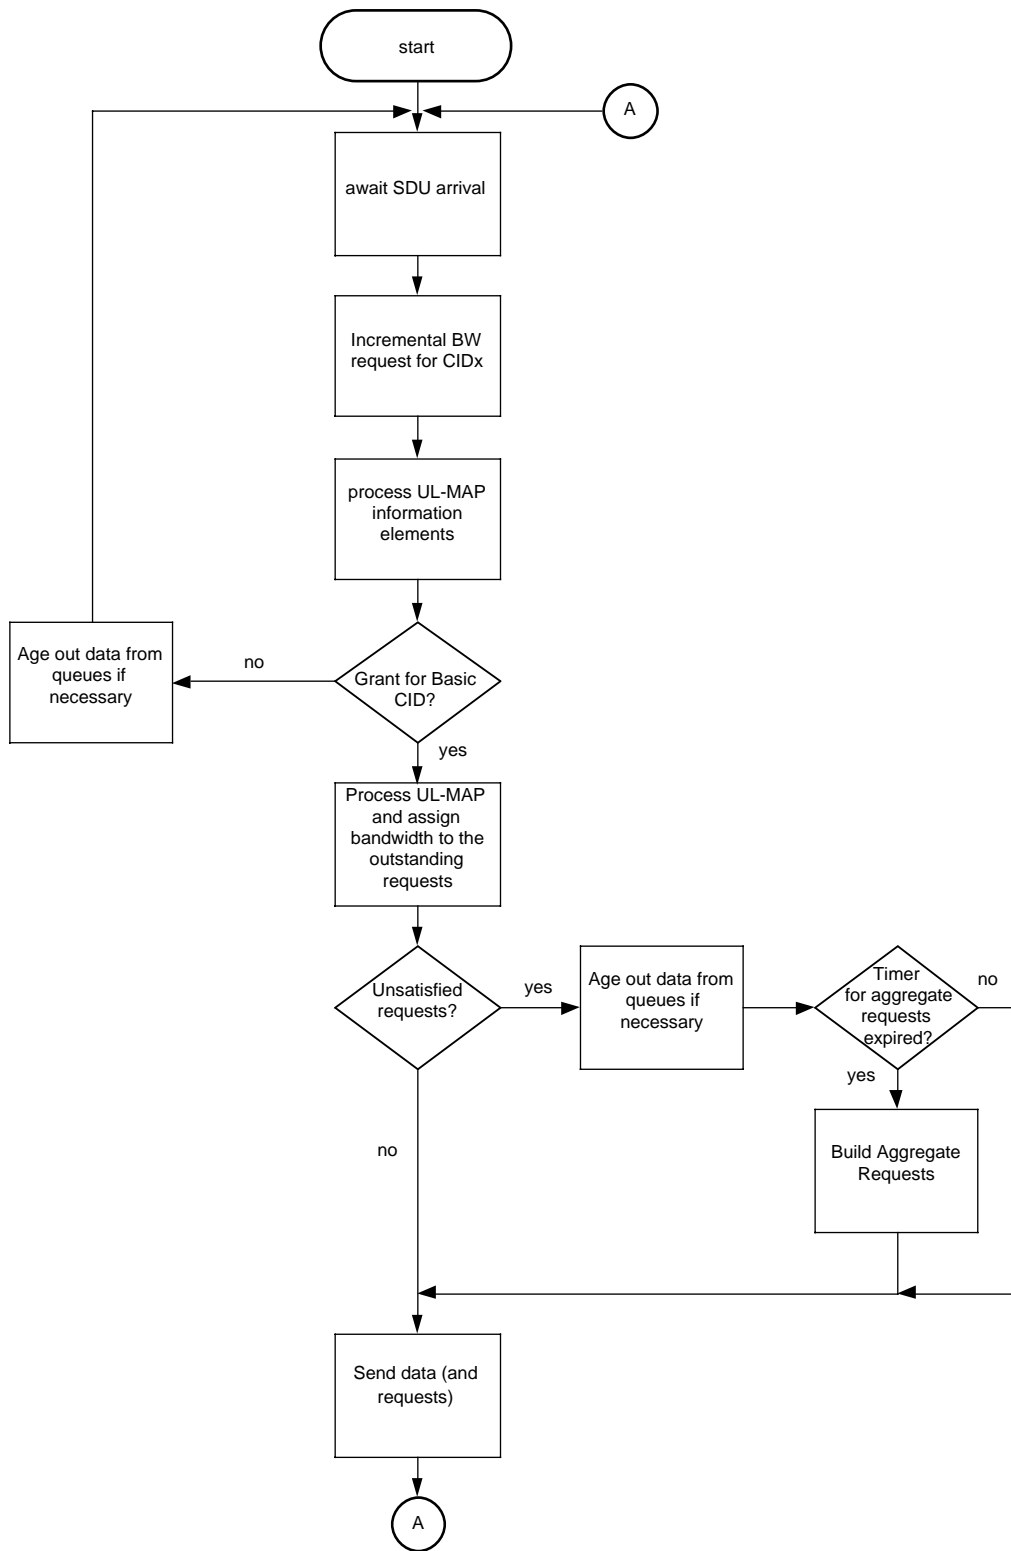 start
A
await SDU arrival
Incremental BW
request for CIDx
process UL-MAP
information
elements
Age out data from
queues if
necessary
no
Grant for Basic
CID?
yes
Process UL-MAP
and assign
bandwidth to the
outstanding
requests
Unsatisfied
requests?
yes
Age out data from
queues if
necessary
Timer
for aggregate
requests
expired?
no
yes
no
Build Aggregate
Requests
Send data (and
requests)
A